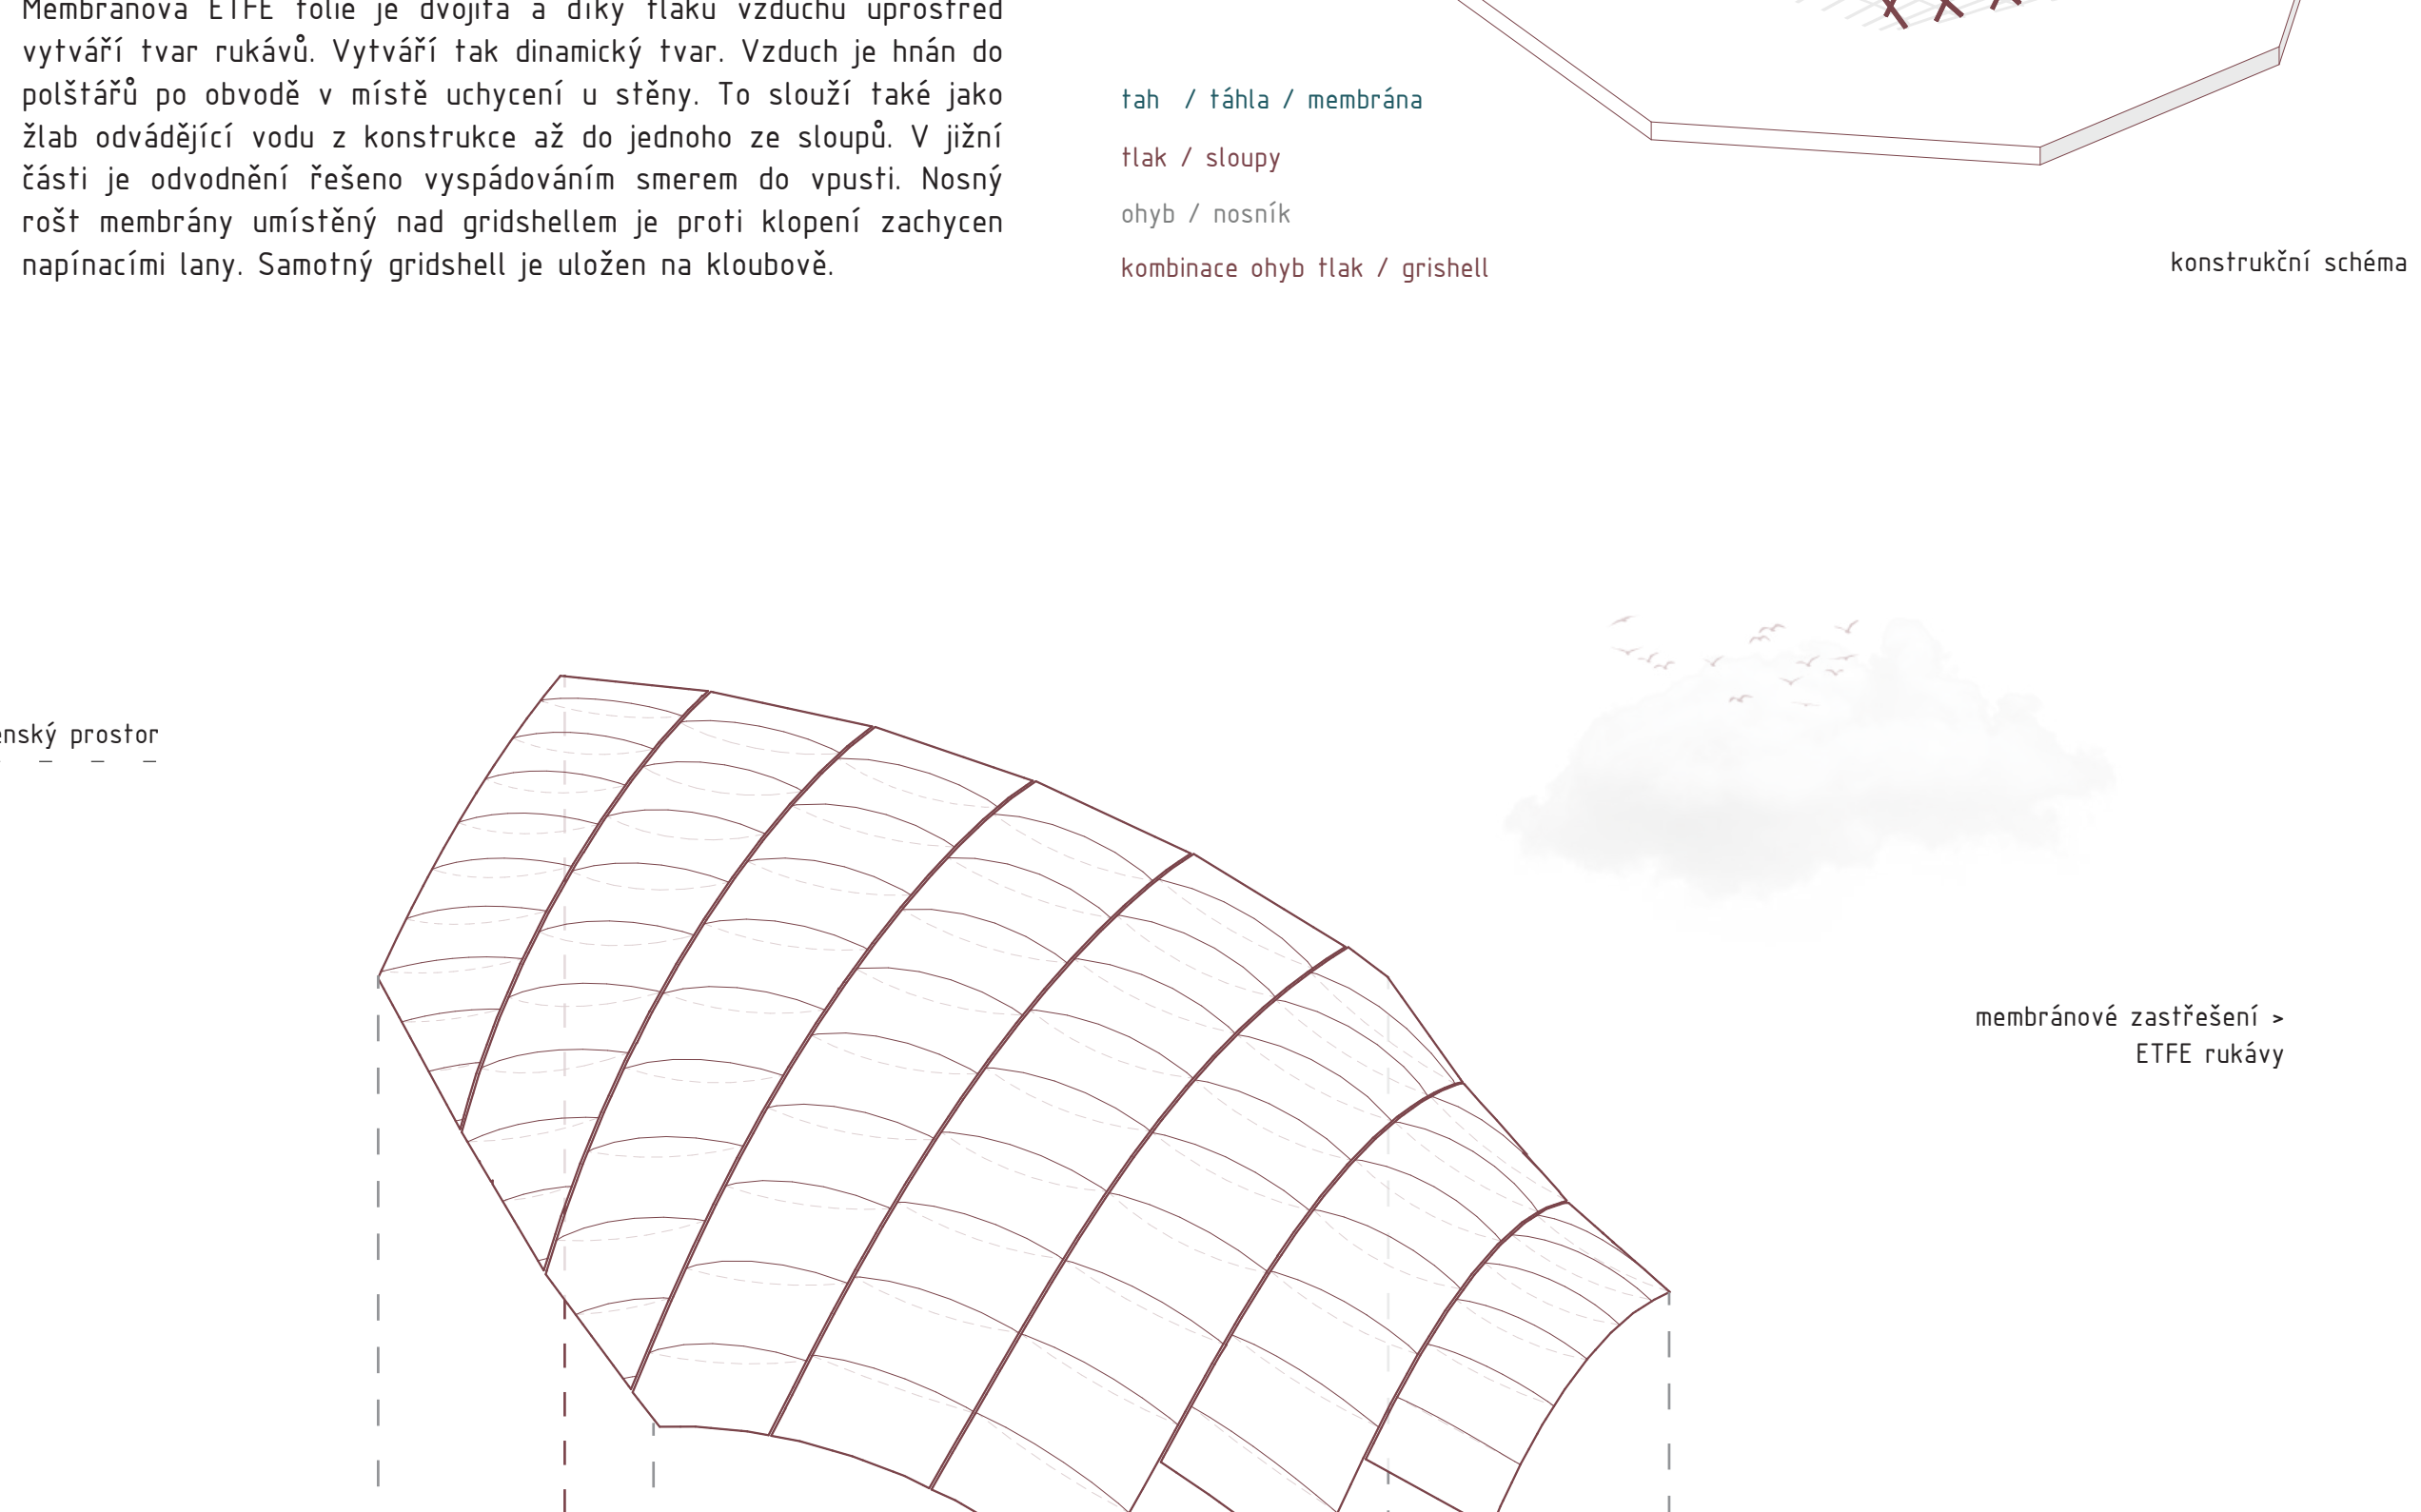 Membránová ETFE folie je dvojitá a díky tlaku vzduchu uprostřed
vytváří tvar rukávů. Vytváří tak dinamický tvar. Vzduch je hnán do
polštářů po obvodě v místě uchycení u stěny. To slouží také jako
žlab odvádějící vodu z konstrukce až do jednoho ze sloupů. V jižní
části je odvodnění řešeno vyspádováním smerem do vpusti. Nosný
rošt membrány umístěný nad gridshellem je proti klopení zachycen
napínacími lany. Samotný gridshell je uložen na kloubově.
tah / táhla / membrána
tlak / sloupy
ohyb / nosník
kombinace ohyb tlak / grishell
konstrukční schéma
enský prostor
membránové zastřešení >
ETFE rukávy